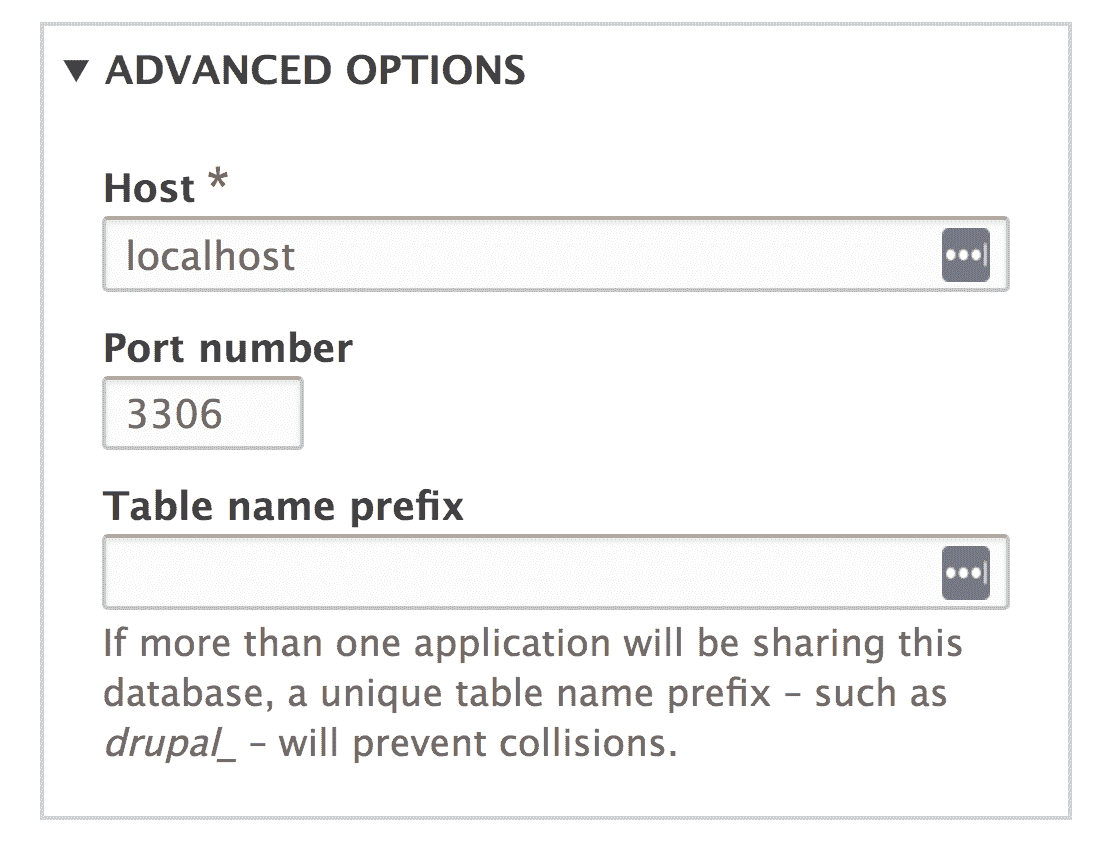 ▼ ADVANCED OPTIONS
Host *
localhost
Port number
3306
Table name prefix
If more than one application will be sharing this
database, a unique table name prefix – such as
drupal_ – will prevent collisions.